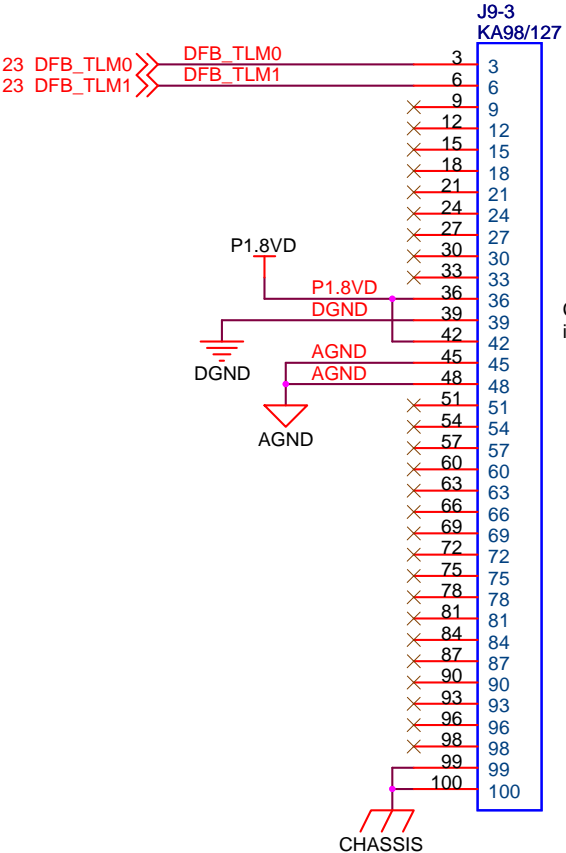 J9-3
KA98/127
23 DFB_TLM0 DFB_TLM0 3 3
23 DFB_TLM1 DFB_TLM1 6 6
9 9
12 12
15 15
18 18
21 21
24 24
27 27
30 30
P1.8VD
33 33
P1.8VD 36 36
DGND 39 39
42 42
DGND
AGND 45 45
AGND 48 48
AGND
51 51
54 54
57 57
60 60
63 63
66 66
69 69
72 72
75 75
78 78
81 81
84 84
87 87
90 90
93 93
96 96
98 98
99 99
100 100
CHASSIS